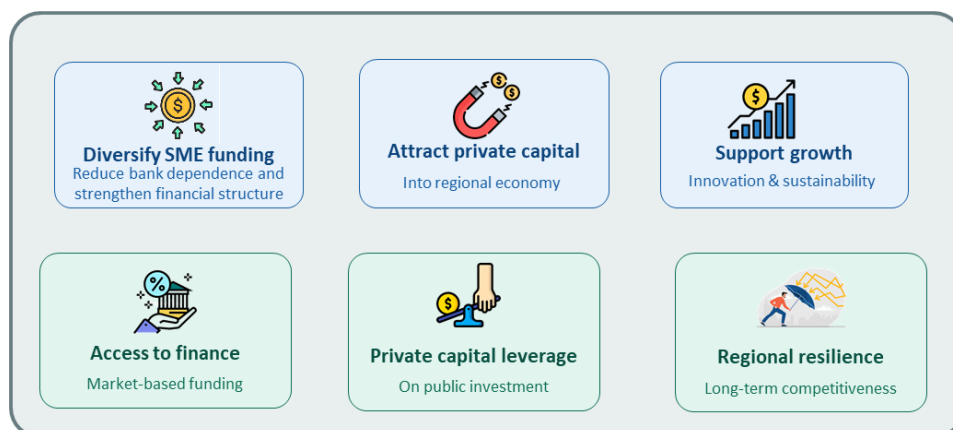 Diversify SME funding
Reduce bank dependence and
strengthen financial structure
Attract private capital
Into regional economy
Support growth
Innovation & sustainability
Access to finance
Market-based funding
Private capital leverage
On public investment
Regional resilience
Long-term competitiveness